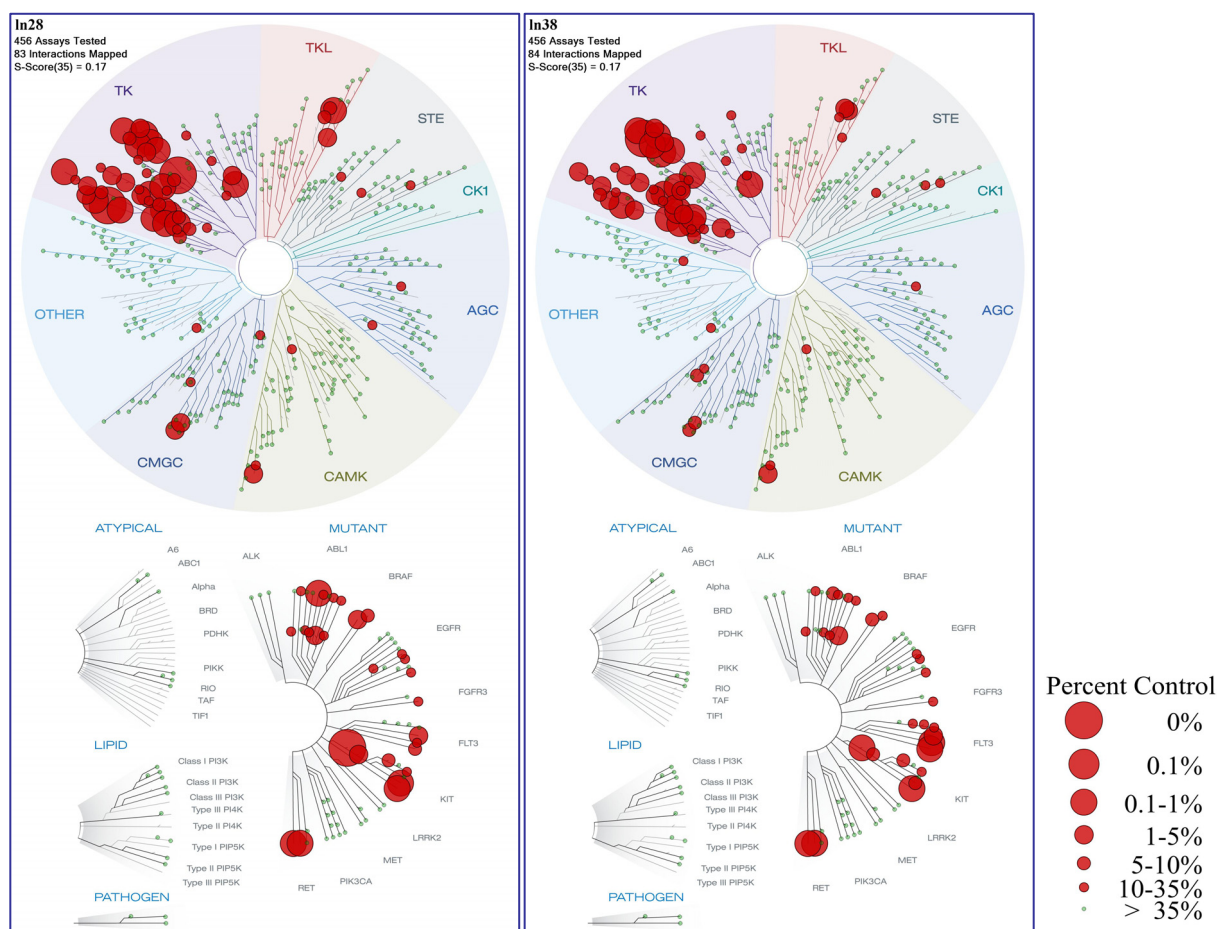 ln28
456 Assays Tested
83 Interactions Mapped
S-Score(35) = 0.17
TK
TKL
STE
CK1
AGC
CAMK
CMGC
OTHER
ATYPICAL
A6
ABC1
Alpha
BRD
PDHK
PIKK
RIO
TAF
TIF1
LIPID
Class I PI3K
Class II PI3K
Class III PI3K
Type III PI4K
Type II PI4K
Type I PIP5K
Type II PIP5K
Type III PIP5K
PATHOGEN
MUTANT
ALK
ABL1
BRAF
EGFR
FGFR3
FLT3
KIT
LRRK2
MET
PIK3CA
RET
ln38
456 Assays Tested
84 Interactions Mapped
S-Score(35) = 0.17
TK
TKL
STE
CK1
AGC
CAMK
CMGC
OTHER
ATYPICAL
A6
ABC1
Alpha
BRD
PDHK
PIKK
RIO
TAF
TIF1
LIPID
Class I PI3K
Class II PI3K
Class III PI3K
Type III PI4K
Type II PI4K
Type I PIP5K
Type II PIP5K
Type III PIP5K
PATHOGEN
MUTANT
ALK
ABL1
BRAF
EGFR
FGFR3
FLT3
KIT
LRRK2
MET
PIK3CA
RET
Percent Control
0%
0.1%
0.1-1%
1-5%
5-10%
10-35%
> 35%